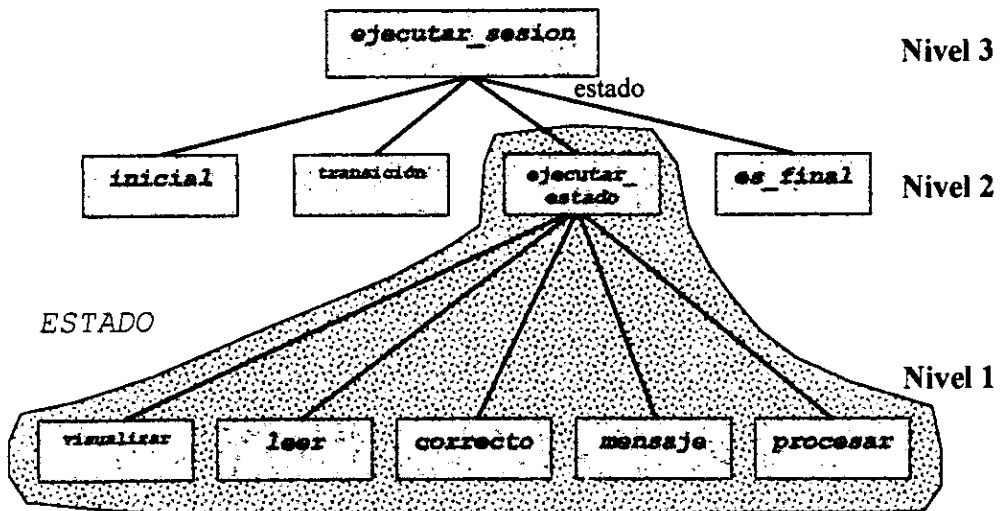 ejecutar_sesion
Nivel 3
estado
inicial
transición
ejecutar_
estado
es_final
Nivel 2
ESTADO
Nivel 1
visualizar
leer
correcto
mensaje
procesar